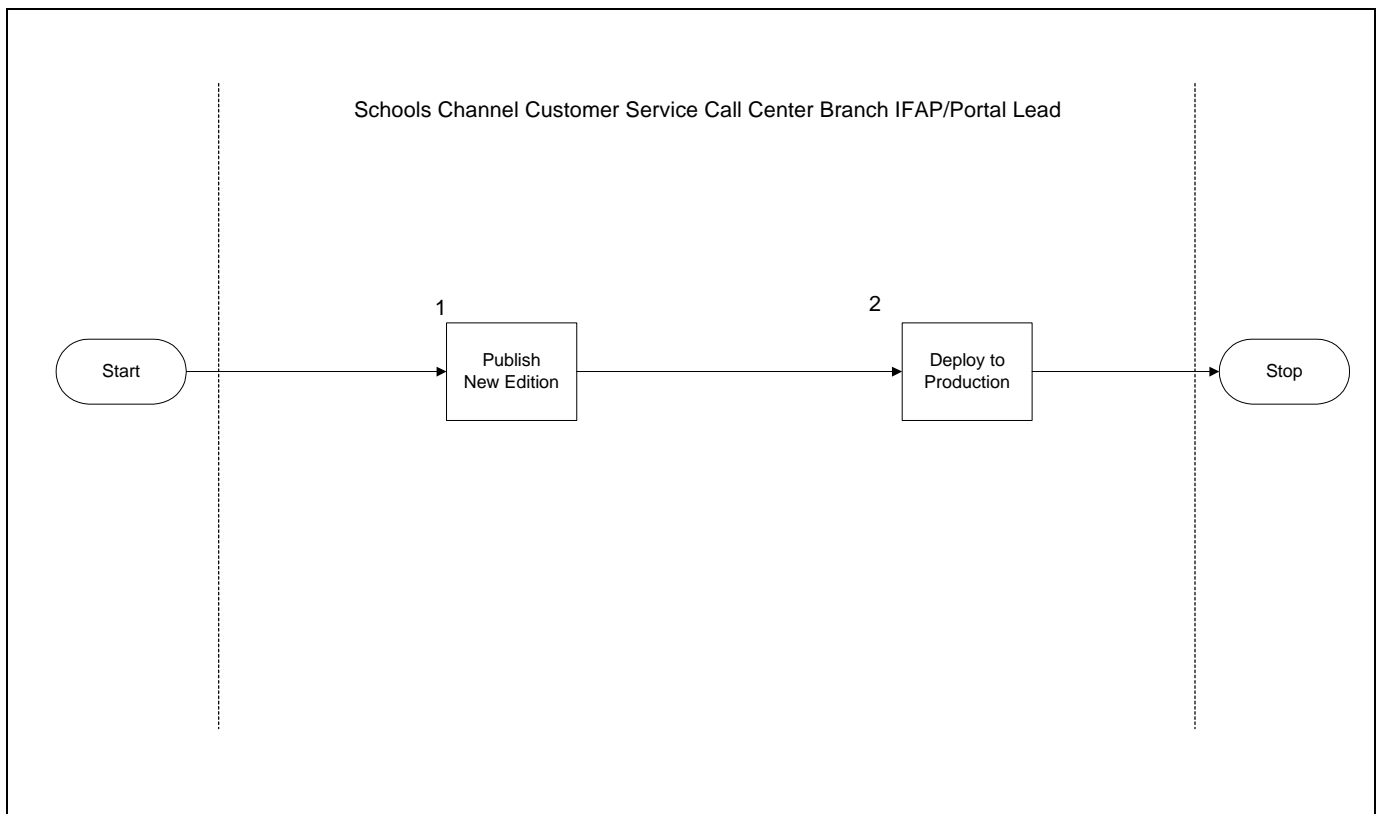 Schools Channel Customer Service Call Center Branch IFAP/Portal Lead
Start
1
Publish
New Edition
2
Deploy to
Production
Stop